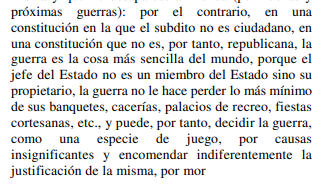 próximas guerras): por el contrario, en una
constitución en la que el subdito no es ciudadano, en
una constitución que no es, por tanto, republicana, la
guerra es la cosa más sencilla del mundo, porque el
jefe del Estado no es un miembro del Estado sino su
propietario, la guerra no le hace perder lo más mínimo
de sus banquetes, cacerías, palacios de recreo, fiestas
cortesanas, etc., y puede, por tanto, decidir la guerra,
como una especie de juego, por causas
insignificantes y encomendar indiferentemente la
justificación de la misma, por mor